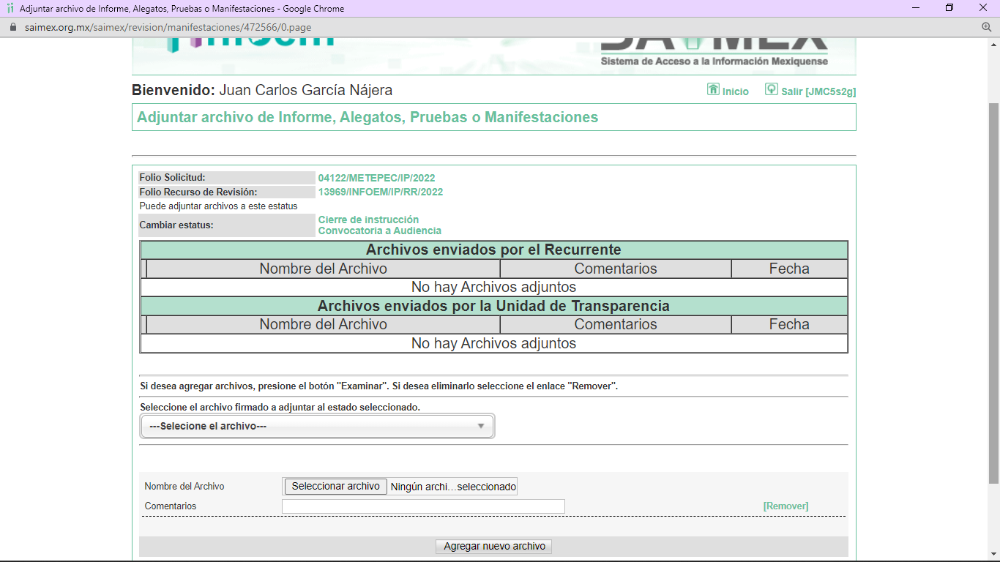 Adjuntar archivo de Informe, Alegatos, Pruebas o Manifestaciones - Google Chrome
saimex.org.mx/saimex/revision/manifestaciones/472566/0.page
infoem
SAIMEX
Sistema de Acceso a la Información Mexiquense
Bienvenido: Juan Carlos García Nájera
Inicio Salir [JMC5s2g]
Adjuntar archivo de Informe, Alegatos, Pruebas o Manifestaciones
Folio Solicitud: 04122/METEPEC/IP/2022
Folio Recurso de Revisión: 13969/INFOEM/IP/RR/2022
Puede adjuntar archivos a este estatus
Cambiar estatus: Cierre de instrucción
Convocatoria a Audiencia
Archivos enviados por el Recurrente
Nombre del Archivo Comentarios Fecha
No hay Archivos adjuntos
Archivos enviados por la Unidad de Transparencia
Nombre del Archivo Comentarios Fecha
No hay Archivos adjuntos
Si desea agregar archivos, presione el botón "Examinar". Si desea eliminarlo seleccione el enlace "Remover".
Seleccione el archivo firmado a adjuntar al estado seleccionado.
---Selecione el archivo---
Nombre del Archivo Seleccionar archivo Ningún archi...seleccionado
Comentarios [Remover]
Agregar nuevo archivo